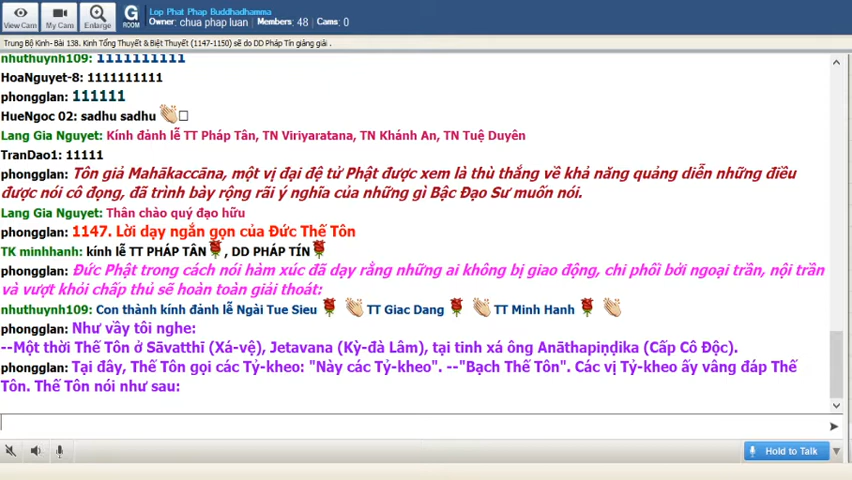 View Cam
My Cam
Enlarge
G
ROOM
Lop Phat Phap Buddhadhamma
Owner: chua phap luan Members: 48 Cams: 0
Trung Bộ Kinh- Bài 138. Kinh Tổng Thuyết & Biệt Thuyết (1147-1150) sẽ do DD Pháp Tín giảng giải .
nhuthuynh109: 1111111111
HoaNguyet-8: 1111111111
phongglan: 111111
HueNgoc 02: sadhu sadhu
Lang Gia Nguyet: Kính đảnh lễ TT Pháp Tân, TN Viriyaratana, TN Khánh An, TN Tuệ Duyên
TranDao1: 11111
phongglan: Tôn giả Mahākaccāna, một vị đại đệ tử Phật được xem là thù thắng về khả năng quảng diễn những điều
được nói cô đọng, đã trình bày rộng rãi ý nghĩa của những gì Bậc Đạo Sư muốn nói.
Lang Gia Nguyet: Thân chào quý đạo hữu
phongglan: 1147. Lời dạy ngắn gọn của Đức Thế Tôn
TK minhhanh: kính lễ TT PHÁP TÂN , DD PHÁP TÍN
phongglan: Đức Phật trong cách nói hàm xúc đã dạy rằng những ai không bị giao động, chi phối bởi ngoại trần, nội trần
và vượt khỏi chấp thủ sẽ hoàn toàn giải thoát:
nhuthuynh109: Con thành kính đảnh lễ Ngài Tue Sieu TT Giac Dang TT Minh Hanh
phongglan: Như vầy tôi nghe:
--Một thời Thế Tôn ở Sāvatthī (Xá-vệ), Jetavana (Kỳ-đà Lâm), tại tinh xá ông Anāthapiṇḍika (Cấp Cô Độc).
phongglan: Tại đây, Thế Tôn gọi các Tỷ-kheo: "Này các Tỷ-kheo". --"Bạch Thế Tôn". Các vị Tỷ-kheo ấy vâng đáp Thế
Tôn. Thế Tôn nói như sau:
Hold to Talk